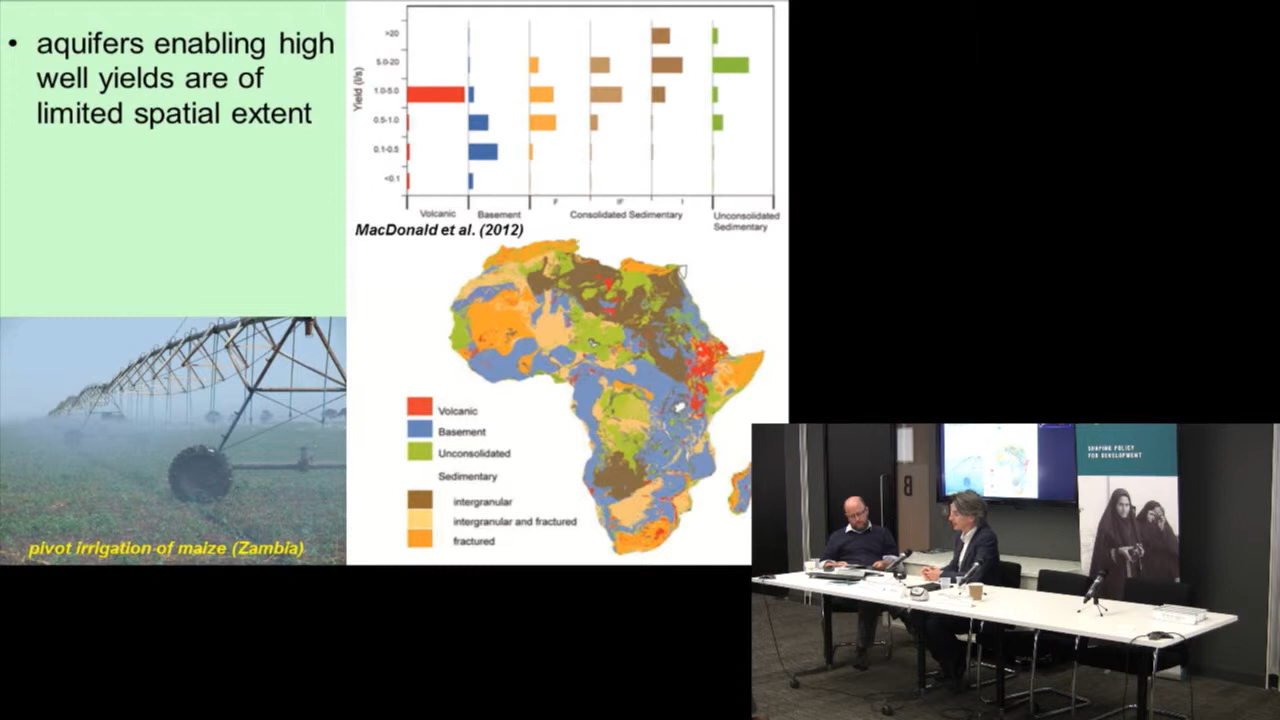 • aquifers enabling high
well yields are of
limited spatial extent
Yield (l/s)
>20
5.0-20
1.0-5.0
0.5-1.0
0.1-0.5
<0.1
F
IF
I
Volcanic
Basement
Consolidated Sedimentary
Unconsolidated
Sedimentary
MacDonald et al. (2012)
Volcanic
Basement
Unconsolidated
Sedimentary
intergranular
intergranular and fractured
fractured
pivot irrigation of maize (Zambia)
SHAPING POLICY
FOR DEVELOPMENT
8